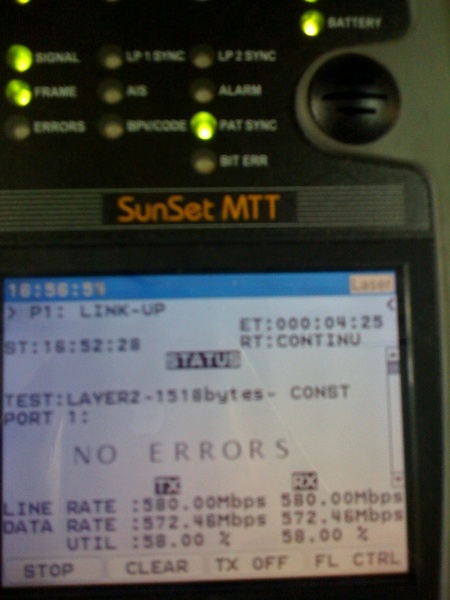 BATTERY
SIGNAL LP 1 SYNC LP 2 SYNC
FRAME AIS ALARM
ERRORS BPV/CODE PAT SYNC
BIT ERR
SunSet MTT
16:56:54 Laser
> P1: LINK-UP <
ET:000:04:25
ST:16:52:28 RT:CONTINU
STATUS
TEST:LAYER2-1518bytes- CONST
PORT 1:
NO ERRORS
TX RX
LINE RATE :580.00Mbps 580.00Mbps
DATA RATE :572.46Mbps 572.46Mbps
UTIL :58.00 % 58.00 %
STOP CLEAR TX OFF FL CTRL